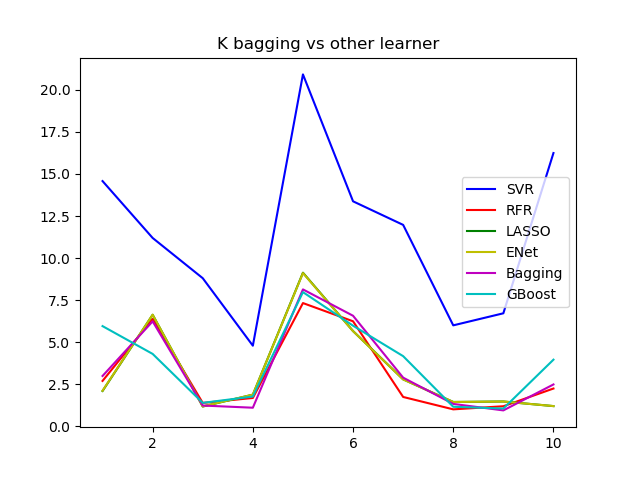 K bagging vs other learner
20.0
17.5
15.0
12.5
10.0
7.5
5.0
2.5
0.0
2 4 6 8 10
SVR
RFR
LASSO
ENet
Bagging
GBoost